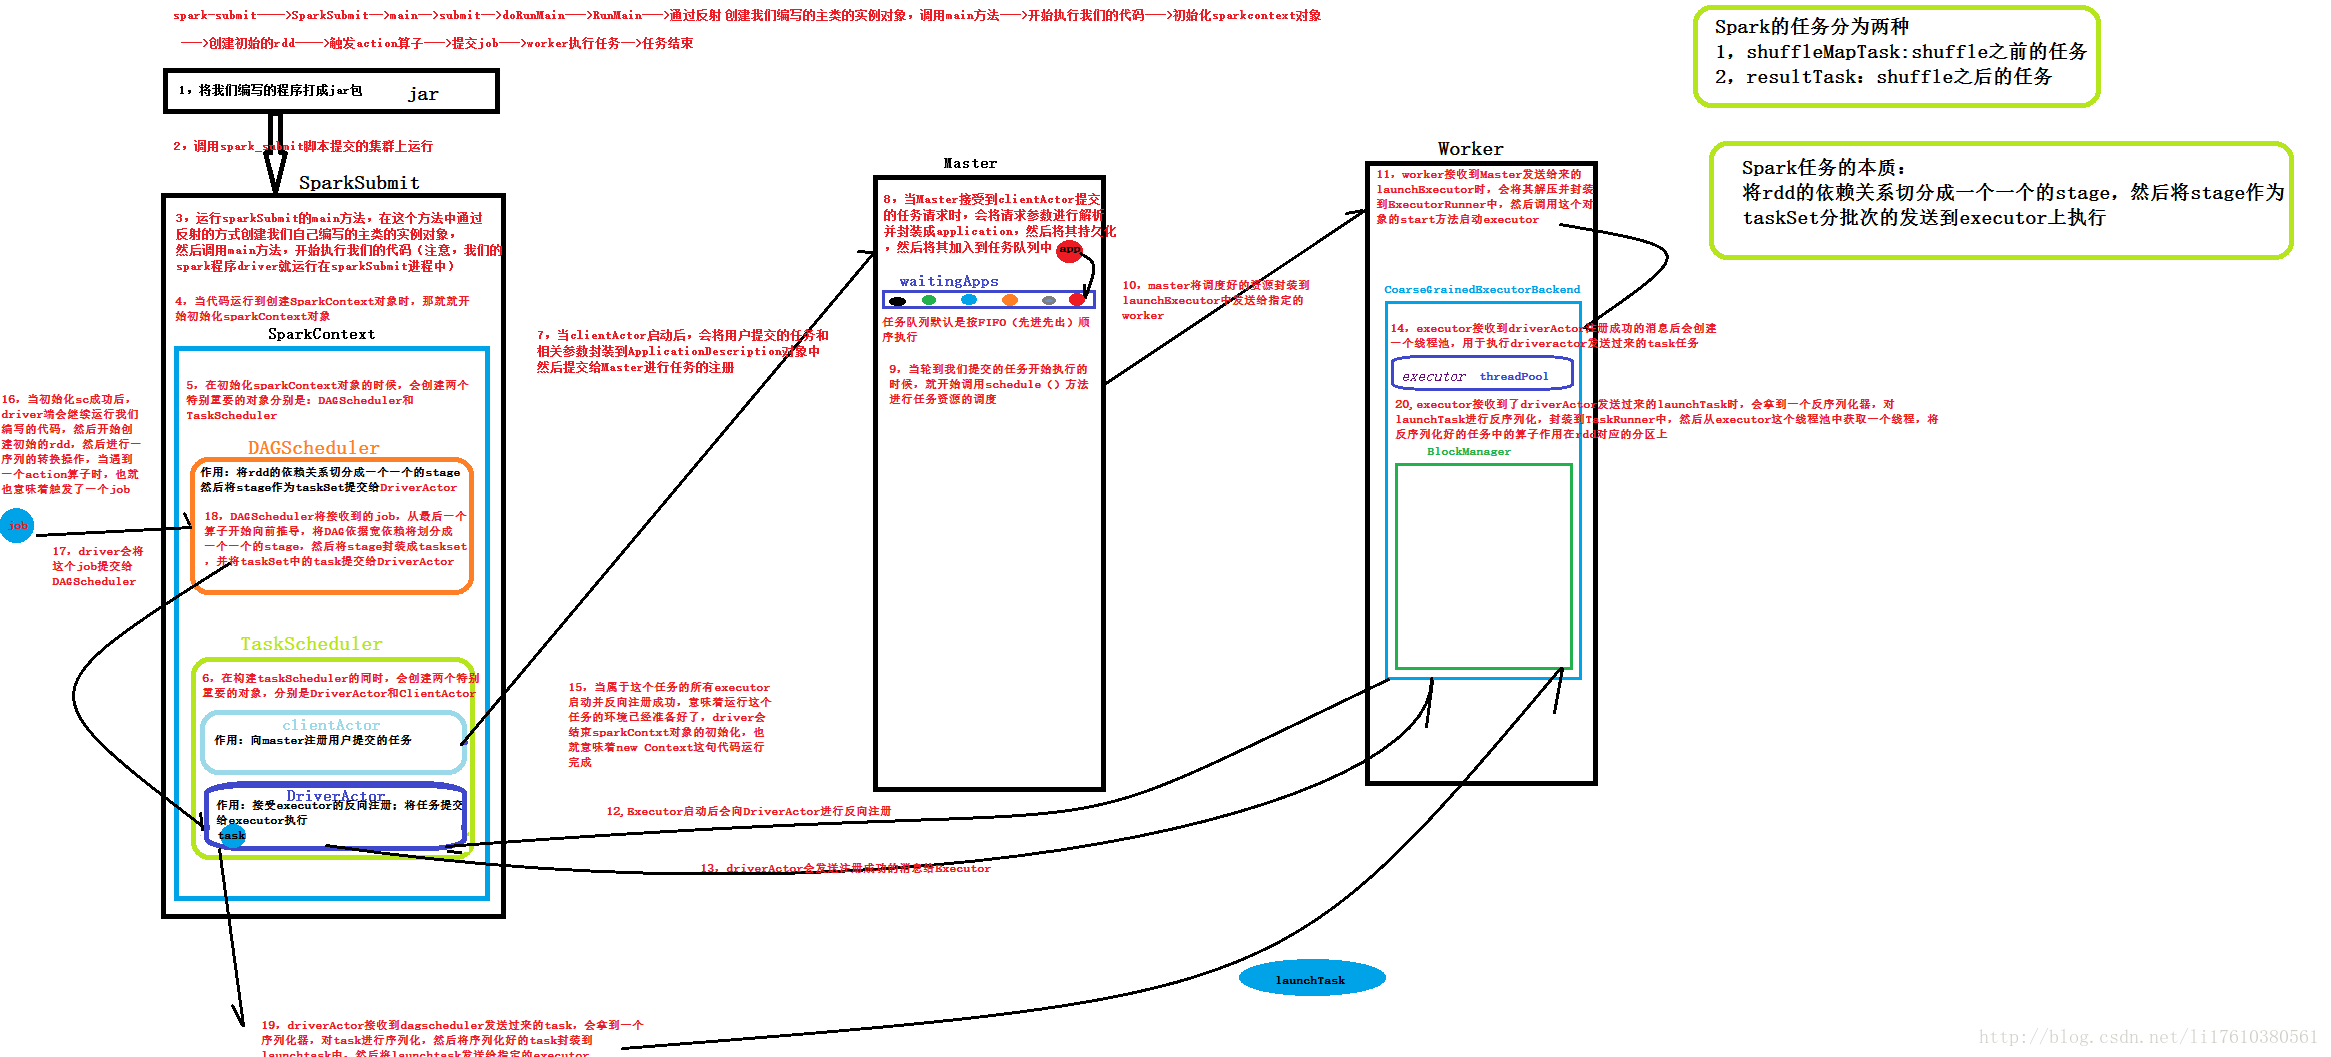 spark-submit---->SparkSubmit-->main-->submit-->doRunMain--->RunMain--->通过反射 创建我们编写的主类的实例对象，调用main方法--->开始执行我们的代码--->初始化sparkcontext对象
--->创建初始的rdd---->触发action算子--->提交job--->worker执行任务-->任务结束
1，将我们编写的程序打成jar包 jar
2，调用spark_submit脚本提交的集群上运行
SparkSubmit
3，运行sparkSubmit的main方法，在这个方法中通过
反射的方式创建我们自己编写的主类的实例对象，
然后调用main方法，开始执行我们的代码（注意，我们的
spark程序driver就运行在sparkSubmit进程中）
4，当代码运行到创建SparkContext对象时，那就就开
始初始化sparkContext对象
SparkContext
5，在初始化sparkContext对象的时候，会创建两个
特别重要的对象分别是：DAGScheduler和
TaskScheduler
DAGScheduler
作用：将rdd的依赖关系切分成一个一个的stage
然后将stage作为taskSet提交给DriverActor
18，DAGScheduler将接收到的job，从最后一个
算子开始向前推导，将DAG依据宽依赖将划分成
一个一个的stage，然后将stage封装成taskset
，并将taskSet中的task提交给DriverActor
TaskScheduler
6，在构建taskScheduler的同时，会创建两个特别
重要的对象，分别是DriverActor和ClientActor
clientActor
作用：向master注册用户提交的任务
DriverActor
作用：接受executor的反向注册；将任务提交
给executor执行
task
16，当初始化sc成功后，
driver端会继续运行我们
编写的代码，然后开始创
建初始的rdd，然后进行一
序列的转换操作，当遇到
一个action算子时，也就
也意味着触发了一个job
job
17，driver会将
这个job提交给
DAGScheduler
7，当clientActor启动后，会将用户提交的任务和
相关参数封装到ApplicationDescription对象中
然后提交给Master进行任务的注册
15，当属于这个任务的所有executor
启动并反向注册成功，意味着运行这个
任务的环境已经准备好了，driver会
结束sparkContxt对象的初始化，也
就意味着new Context这句代码运行
完成
12,Executor启动后会向DriverActor进行反向注册
13，driverActor会发送注册成功的消息给Executor
19，driverActor接收到dagscheduler发送过来的task，会拿到一个
序列化器，对task进行序列化，然后将序列化好的task封装到
launchtask中，然后将launchtask发送给指定的executor
Master
8，当Master接受到clientActor提交
的任务请求时，会将请求参数进行解析
并封装成application，然后将其持久化
，然后将其加入到任务队列中 app
waitingApps
任务队列默认是按FIFO（先进先出）顺
序执行
9，当轮到我们提交的任务开始执行的
时候，就开始调用schedule（）方法
进行任务资源的调度
10，master将调度好的资源封装到
launchExecutor中发送给指定的
worker
Worker
11，worker接收到Master发送给来的
launchExecutor时，会将其解压并封装
到ExecutorRunner中，然后调用这个对
象的start方法启动executor
CoarseGrainedExecutorBackend
14，executor接收到driverActor注册成功的消息后会创建
一个线程池，用于执行driveractor发送过来的task任务
executor threadPool
20,executor接收到了driverActor发送过来的launchTask时，会拿到一个反序列化器，对
launchTask进行反序列化，封装到TaskRunner中，然后从executor这个线程池中获取一个线程，将
反序列化好的任务中的算子作用在rdd对应的分区上
BlockManager
launchTask
Spark的任务分为两种
1，shuffleMapTask:shuffle之前的任务
2，resultTask：shuffle之后的任务
Spark任务的本质：
将rdd的依赖关系切分成一个一个的stage，然后将stage作为
taskSet分批次的发送到executor上执行
http://blog.csdn.net/li17610380561